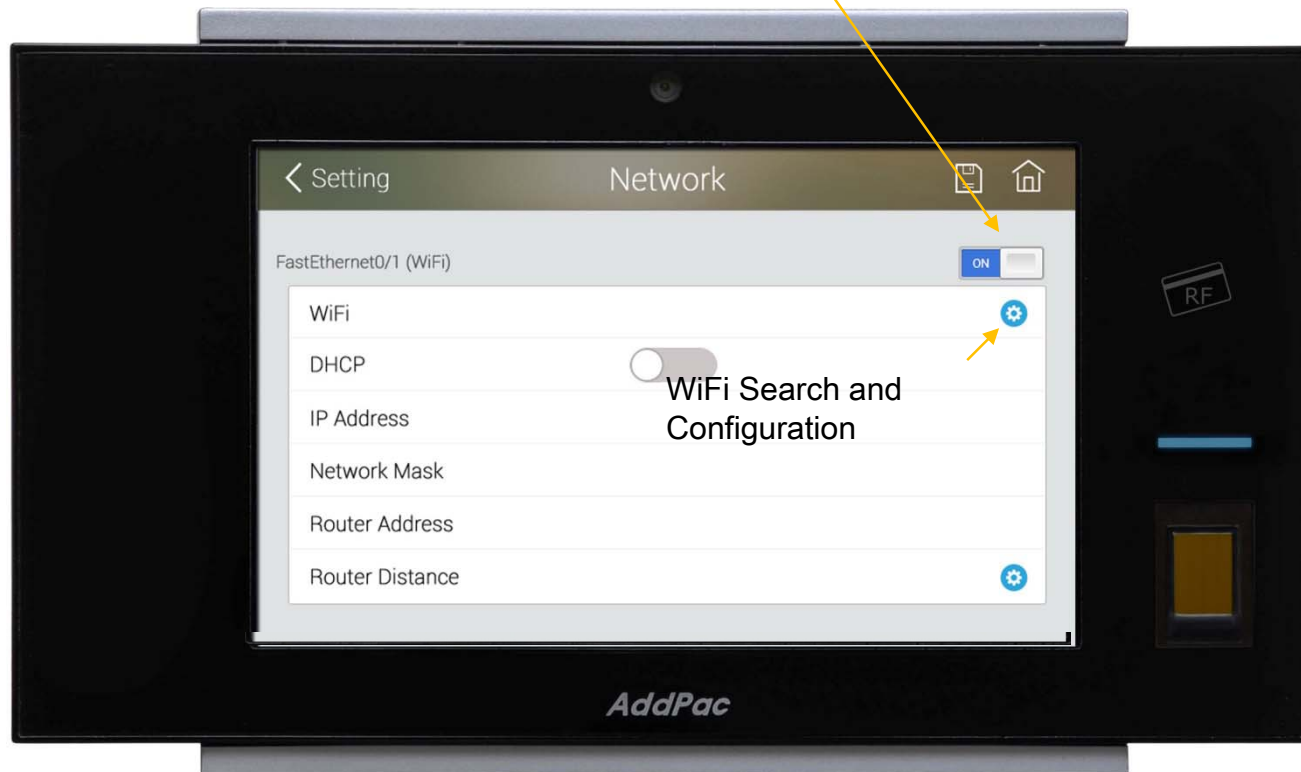 Setting
Network
FastEthernet0/1 (WiFi)
ON
WiFi
DHCP
WiFi Search and
Configuration
IP Address
Network Mask
Router Address
Router Distance
RF
AddPac